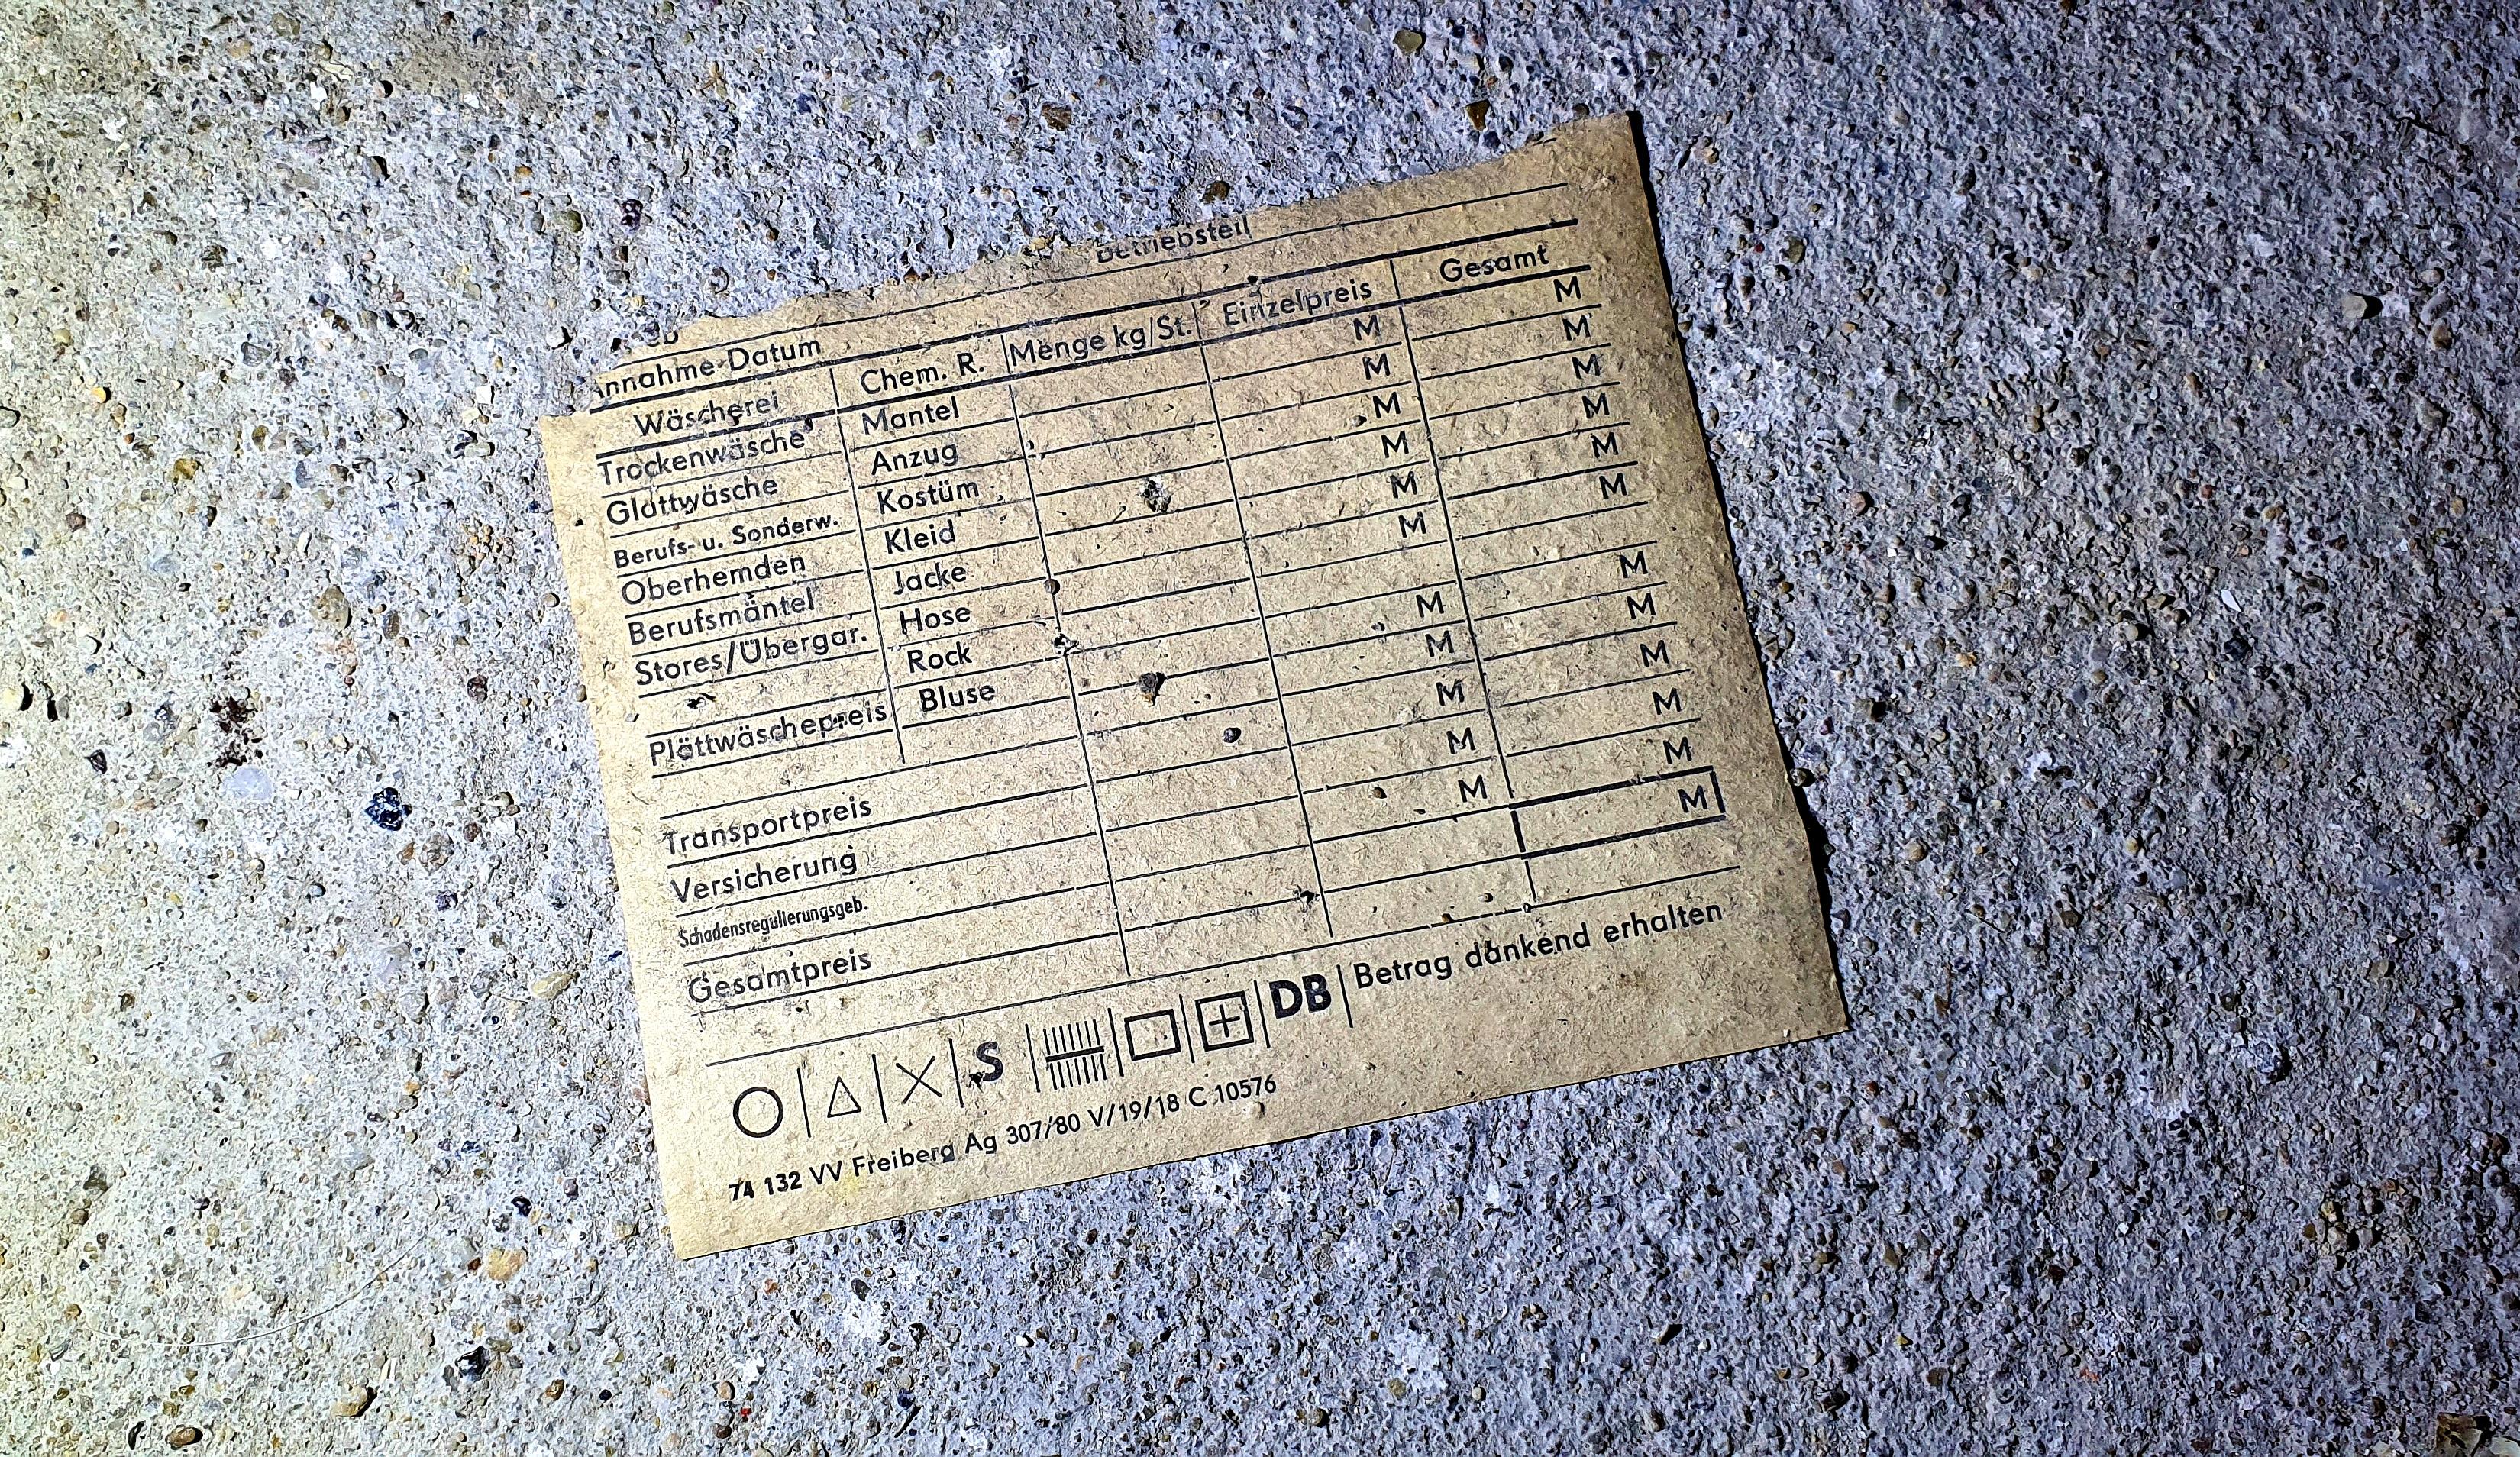 Betriebsteil
Annahme-Datum
Wäscherei Chem. R. Menge kg/St. Einzelpreis Gesamt
Trockenwäsche Mantel M M
Glattwäsche Anzug M M
Berufs- u. Sonderw. Kostüm M M
Oberhemden Kleid M M
Berufsmäntel Jacke M M
Stores/Übergar. Hose M M
Rock
Plättwäschepreis Bluse M M
M M
Transportpreis M M
Versicherung M M
Schadensregulierungsgeb. M M
Gesamtpreis M
S DB Betrag dankend erhalten
74 132 VV Freiberg Ag 307/80 V/19/18 C 10576